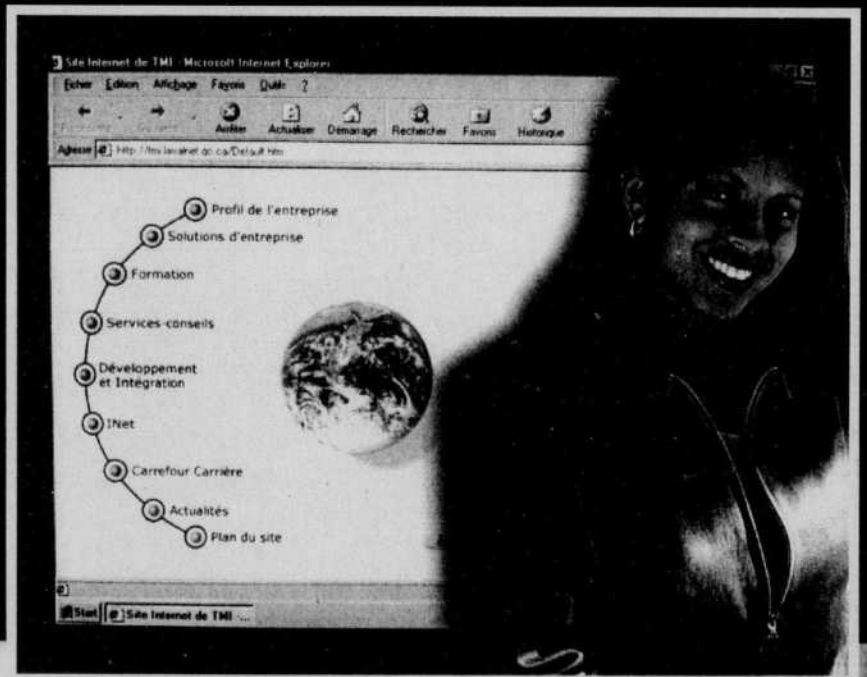 Site Internet de TMI - Microsoft Internet Explorer
Fichier Edition Affichage Favoris Outils ?
Arrêter Actualiser Démarrage Rechercher Favoris Historique
Adresse
Profil de l'entreprise
Solutions d'entreprise
Formation
Services-conseils
Développement
et Intégration
INet
Carrefour Carrière
Actualités
Plan du site
Start Site Internet de TMI - ...